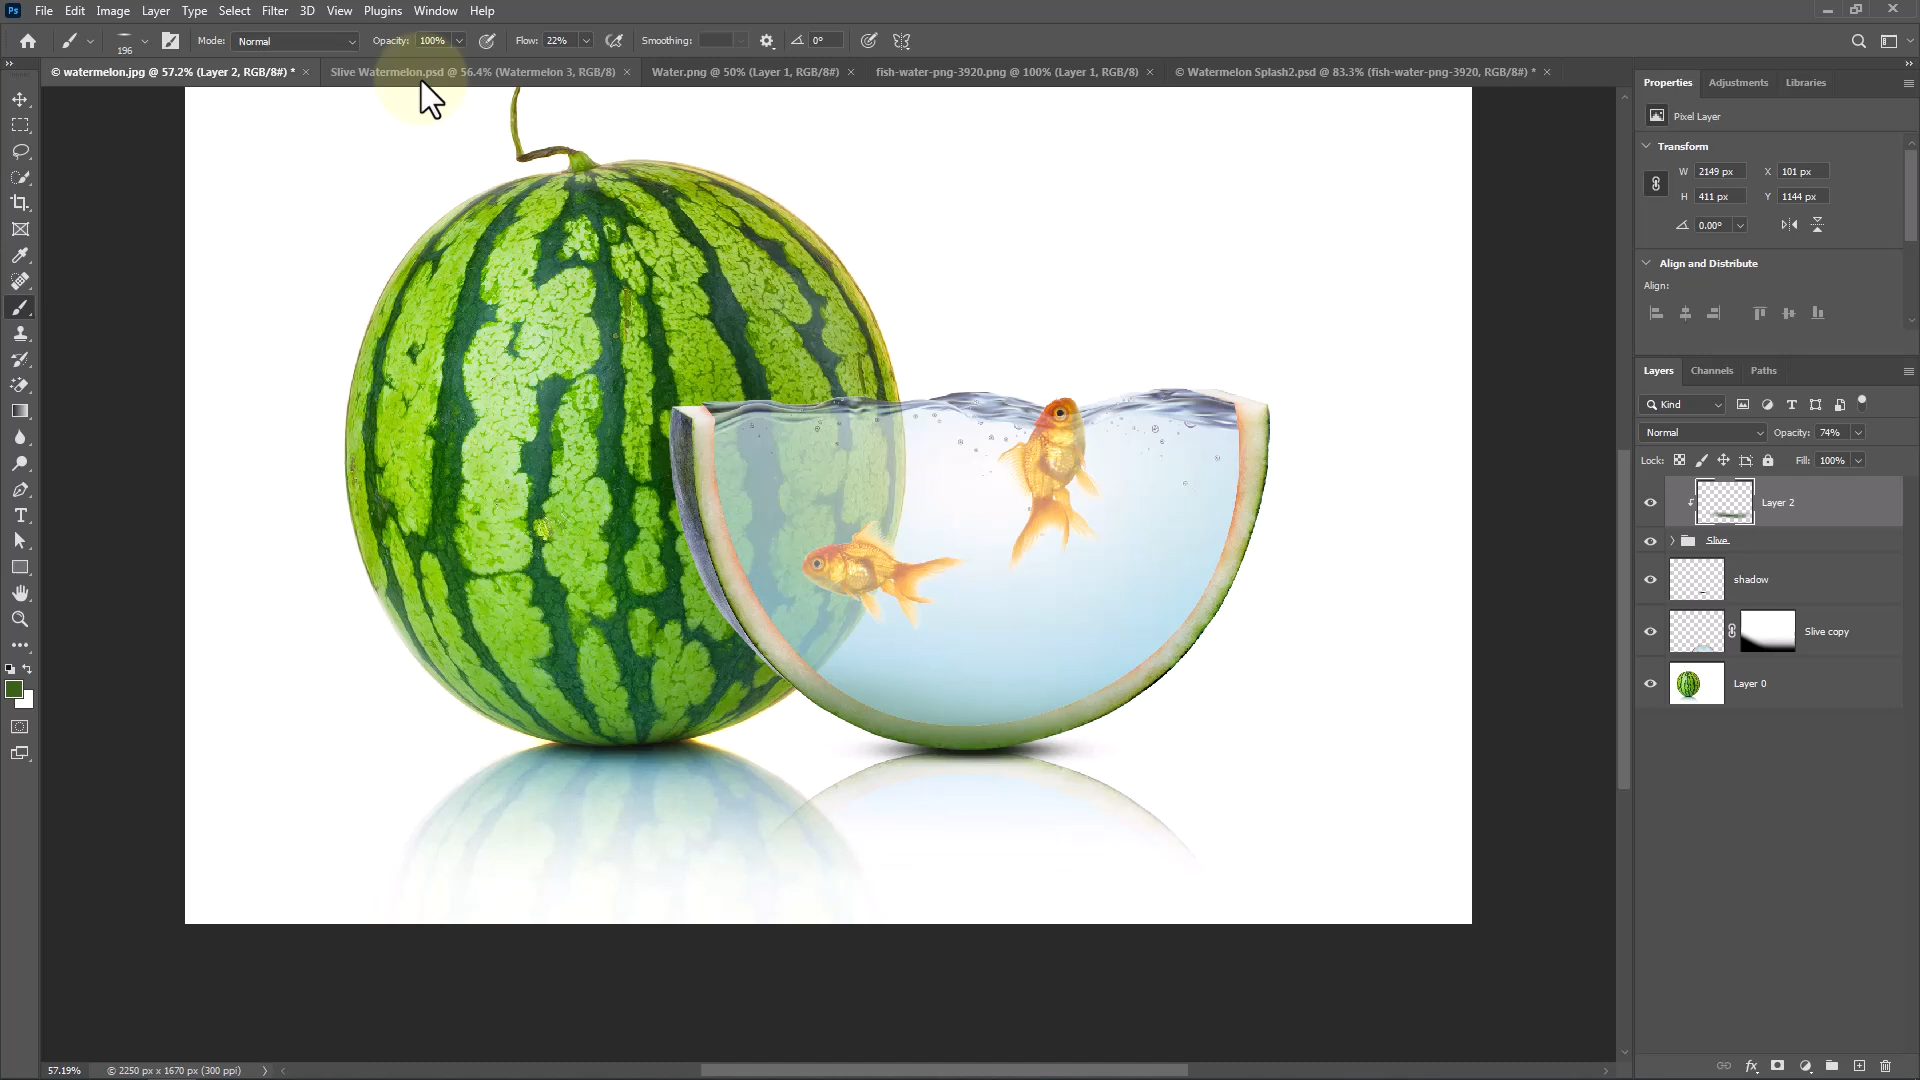 Ps File Edit Image Layer Type Select Filter 3D View Plugins Window Help
196 Mode: Normal Opacity: 100% Flow: 22% Smoothing: 0°
© watermelon.jpg @ 57.2% (Layer 2, RGB/8#) * × Slive Watermelon.psd @ 56.4% (Watermelon 3, RGB/8) × Water.png @ 50% (Layer 1, RGB/8#) × fish-water-png-3920.png @ 100% (Layer 1, RGB/8) × © Watermelon Splash2.psd @ 83.3% (fish-water-png-3920, RGB/8#) * ×
Properties Adjustments Libraries
Pixel Layer
Transform
W 2149 px X 101 px
H 411 px Y 1144 px
0.00°
Align and Distribute
Align:
Layers Channels Paths
Kind
Normal Opacity: 74%
Lock: Fill: 100%
Layer 2
Slive
shadow
Slive copy
Layer 0
57.19% © 2250 px x 1670 px (300 ppi)